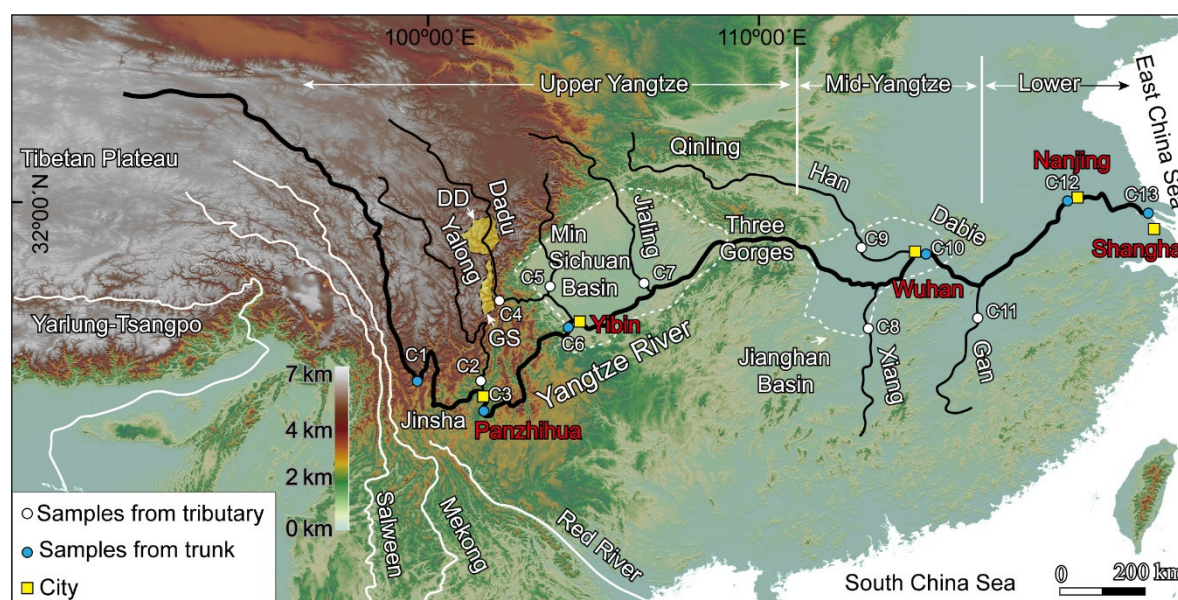 100°00′E
110°00′E
Upper Yangtze
Mid-Yangtze
Lower
East China Sea
Tibetan Plateau
32°00′ N
Qinling
Han
Nanjing
C12
C13
Shangha
DD
Dadu
Yalong
Min
Jialing
Sichuan
Basin
Three
Gorges
Dabie
C9
C10
Wuhan
C5
C7
C4
GS
Yarlung-Tsangpo
Yibin
C6
Yangtze River
C11
C8
Jianghan
Basin
Xiang
Gan
C1
C2
C3
Jinsha
Panzhihua
7 km
4 km
2 km
0 km
Salween
Mekong
Red River
Samples from tributary
Samples from trunk
City
South China Sea
0 200 km